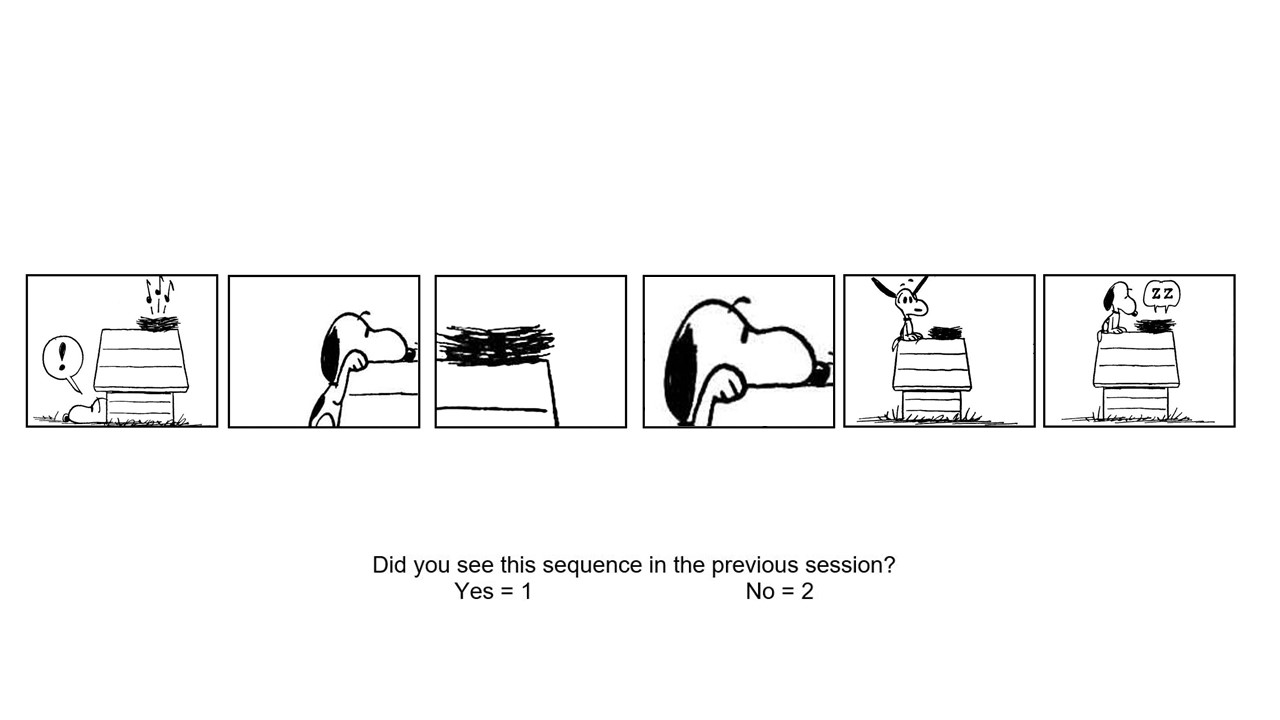 !
ZZ
Did you see this sequence in the previous session?
Yes = 1 No = 2